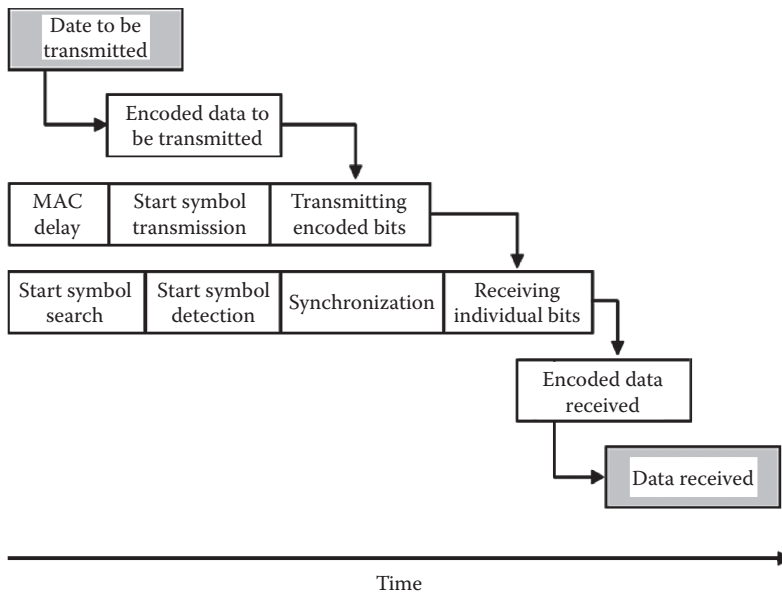 Date to be
transmitted
Encoded data to
be transmitted
MAC
delay
Start symbol
transmission
Transmitting
encoded bits
Start symbol
search
Start symbol
detection
Synchronization
Receiving
individual bits
Encoded data
received
Data received
Time